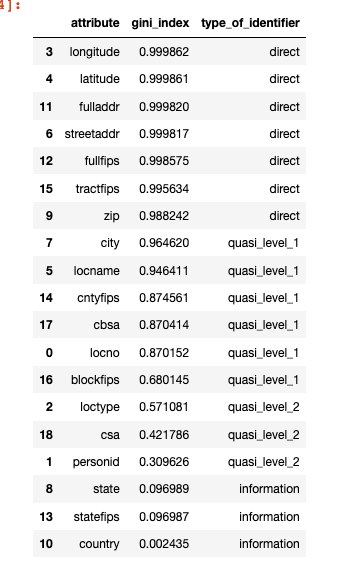 4]:
attribute gini_index type_of_identifier
3 longitude 0.999862 direct
4 latitude 0.999861 direct
11 fulladdr 0.999820 direct
6 streetaddr 0.999817 direct
12 fullfips 0.998575 direct
15 tractfips 0.995634 direct
9 zip 0.988242 direct
7 city 0.964620 quasi_level_1
5 locname 0.946411 quasi_level_1
14 cntyfips 0.874561 quasi_level_1
17 cbsa 0.870414 quasi_level_1
0 locno 0.870152 quasi_level_1
16 blockfips 0.680145 quasi_level_1
2 loctype 0.571081 quasi_level_2
18 csa 0.421786 quasi_level_2
1 personid 0.309626 quasi_level_2
8 state 0.096989 information
13 statefips 0.096987 information
10 country 0.002435 information